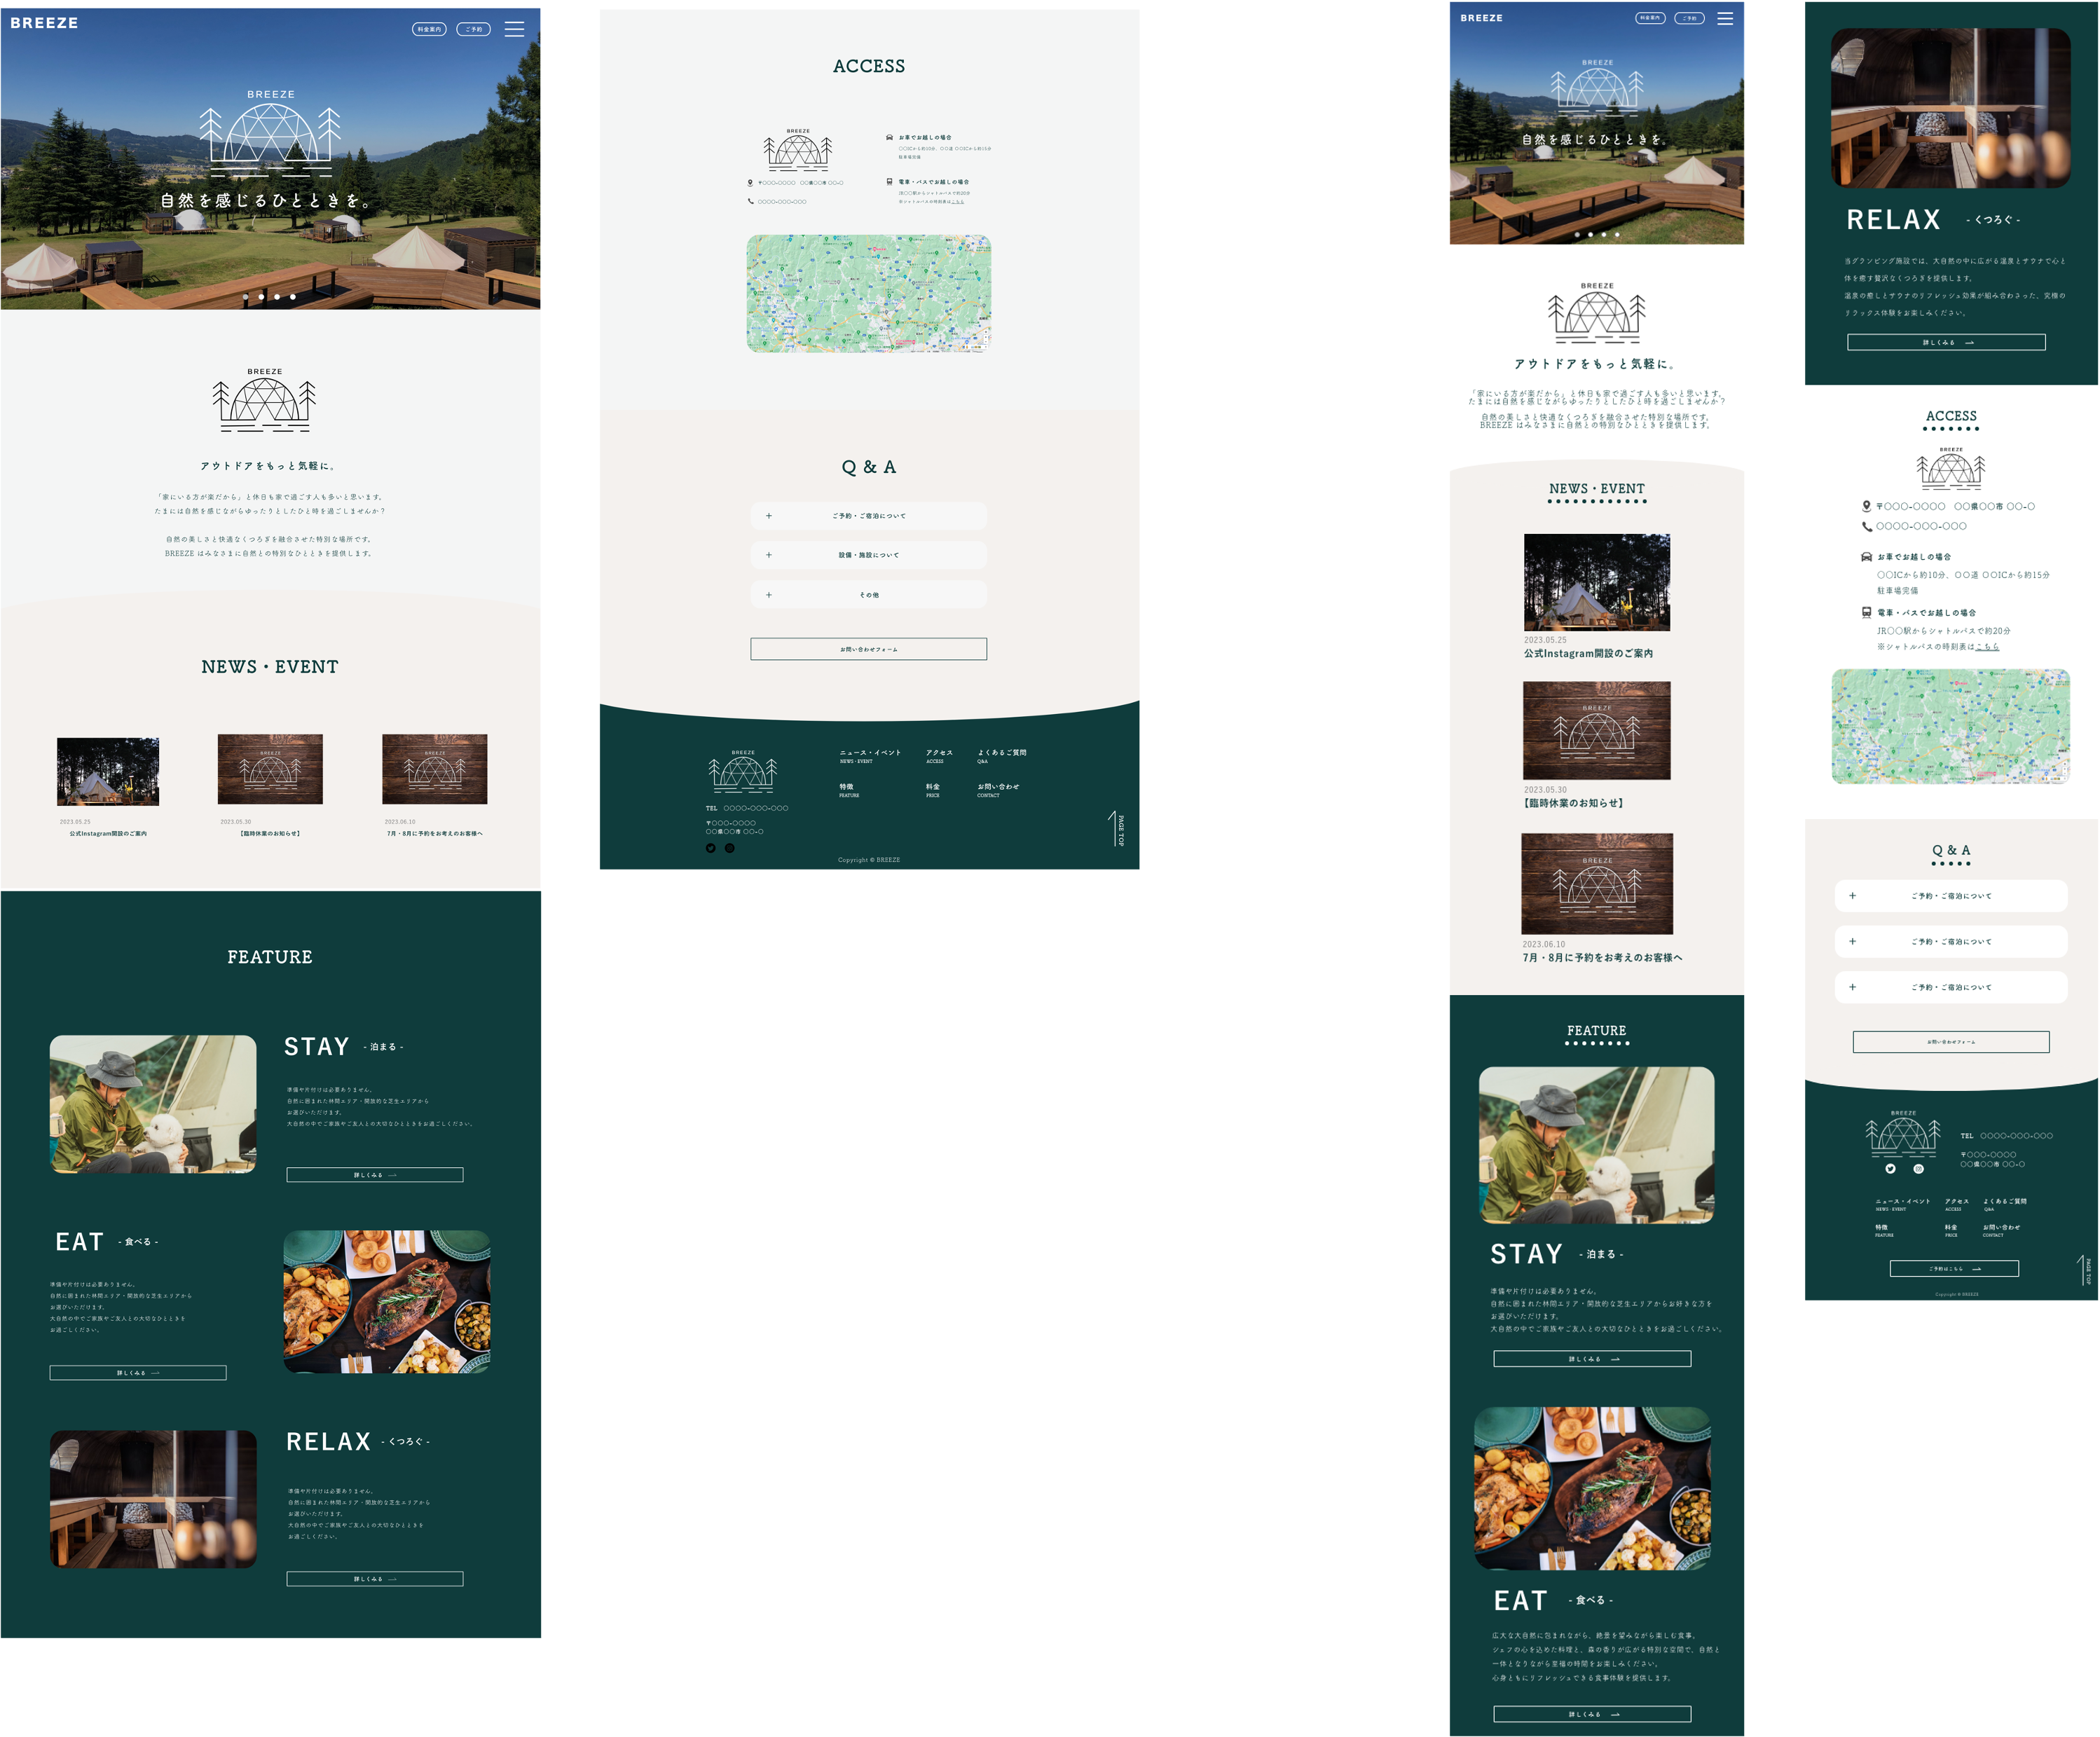 BREEZE
料金案内
ご予約
BREEZE
自然を感じるひとときを。
BREEZE
アウトドアをもっと気軽に。
「家にいる方が楽だから」と休日も家で過ごす人も多いと思います。
たまには自然を感じながらゆったりとしたひと時を過ごしませんか？
自然の美しさと快適なくつろぎを融合させた特別な場所です。
BREEZE はみなさまに自然との特別なひとときを提供します。
NEWS・EVENT
BREEZE
BREEZE
2023.05.25
公式Instagram開設のご案内
2023.05.30
【臨時休業のお知らせ】
2023.06.10
7月・8月に予約をお考えのお客様へ
FEATURE
STAY - 泊まる -
準備や片付けは必要ありません。
自然に囲まれた林間エリア・開放的な芝生エリアから
お選びいただけます。
大自然の中でご家族やご友人との大切なひとときをお過ごしください。
詳しくみる
EAT - 食べる -
準備や片付けは必要ありません。
自然に囲まれた林間エリア・開放的な芝生エリアから
お選びいただけます。
大自然の中でご家族やご友人との大切なひとときを
お過ごしください。
詳しくみる
RELAX - くつろぐ -
準備や片付けは必要ありません。
自然に囲まれた林間エリア・開放的な芝生エリアから
お選びいただけます。
大自然の中でご家族やご友人との大切なひとときを
お過ごしください。
詳しくみる
ACCESS
BREEZE
〒○○○-○○○○ ○○県○○市 ○○-○
○○○○-○○○-○○○
お車でお越しの場合
○○ICから約10分、○○道 ○○ICから約15分
駐車場完備
電車・バスでお越しの場合
JR○○駅からシャトルバスで約20分
※シャトルバスの時刻表はこちら
Q & A
+ ご予約・ご宿泊について
+ 設備・施設について
+ その他
お問い合わせフォーム
BREEZE
TEL ○○○○-○○○-○○○
〒○○○-○○○○
○○県○○市 ○○-○
ニュース・イベント
NEWS・EVENT
アクセス
ACCESS
よくあるご質問
Q&A
特徴
FEATURE
料金
PRICE
お問い合わせ
CONTACT
PAGE TOP
Copyright © BREEZE
BREEZE
料金案内
ご予約
BREEZE
自然を感じるひとときを。
BREEZE
アウトドアをもっと気軽に。
「家にいる方が楽だから」と休日も家で過ごす人も多いと思います。
たまには自然を感じながらゆったりとしたひと時を過ごしませんか？
自然の美しさと快適なくつろぎを融合させた特別な場所です。
BREEZE はみなさまに自然との特別なひとときを提供します。
NEWS・EVENT
2023.05.25
公式Instagram開設のご案内
BREEZE
2023.05.30
【臨時休業のお知らせ】
BREEZE
2023.06.10
7月・8月に予約をお考えのお客様へ
FEATURE
STAY - 泊まる -
準備や片付けは必要ありません。
自然に囲まれた林間エリア・開放的な芝生エリアからお好きな方を
お選びいただけます。
大自然の中でご家族やご友人との大切なひとときをお過ごしください。
詳しくみる
EAT - 食べる -
広大な大自然に包まれながら、絶景を望みながら楽しむ食事。
シェフの心を込めた料理と、森の香りが広がる特別な空間で、自然と
一体となりながら至福の時間をお楽しみください。
心身ともにリフレッシュできる食事体験を提供します。
詳しくみる
RELAX - くつろぐ -
当グランピング施設では、大自然の中に広がる温泉とサウナで心と
体を癒す贅沢なくつろぎを提供します。
温泉の癒しとサウナのリフレッシュ効果が組み合わさった、究極の
リラックス体験をお楽しみください。
詳しくみる
ACCESS
BREEZE
〒○○○-○○○○ ○○県○○市 ○○-○
○○○○-○○○-○○○
お車でお越しの場合
○○ICから約10分、○○道 ○○ICから約15分
駐車場完備
電車・バスでお越しの場合
JR○○駅からシャトルバスで約20分
※シャトルバスの時刻表はこちら
Q & A
+ ご予約・ご宿泊について
+ ご予約・ご宿泊について
+ ご予約・ご宿泊について
お問い合わせフォーム
BREEZE
TEL ○○○○-○○○-○○○
〒○○○-○○○○
○○県○○市 ○○-○
ニュース・イベント
NEWS・EVENT
アクセス
ACCESS
よくあるご質問
Q&A
特徴
FEATURE
料金
PRICE
お問い合わせ
CONTACT
ご予約はこちら
PAGE TOP
Copyright © BREEZE